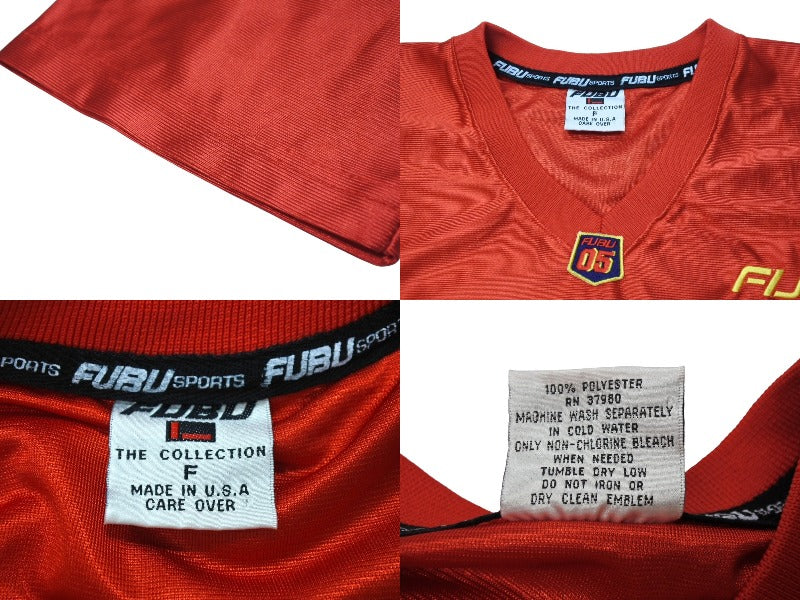 FUBU SPORTS FUBU SPORTS FUBU SPORTS FUBU
FUBU
THE COLLECTION
F
MADE IN U.S.A
CARE OVER
FUBU
05
FU
PORTS FUBU SPORTS FUBU SPORTS
FUBU
THE COLLECTION
F
MADE IN U.S.A
CARE OVER
100% POLYESTER
RN 37980
MACHINE WASH SEPARATELY
IN COLD WATER
ONLY NON-CHLORINE BLEACH
WHEN NEEDED
TUMBLE DRY LOW
DO NOT IRON OR
DRY CLEAN EMBLEM